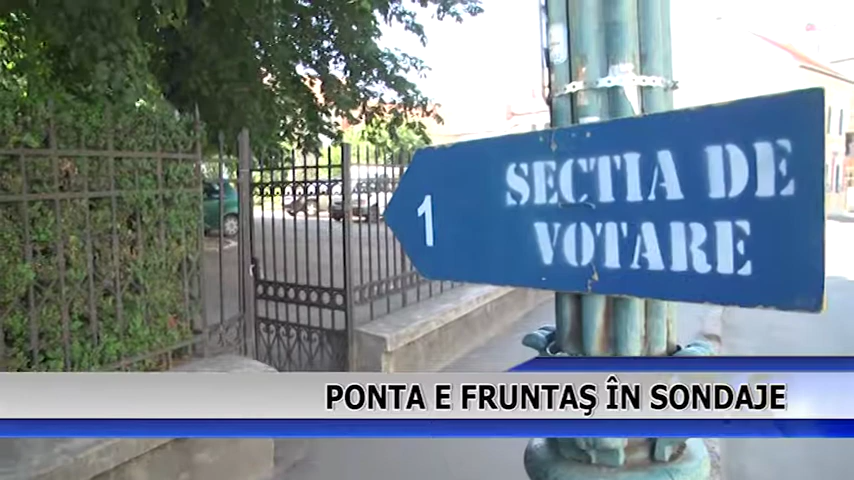 1
SECTIA DE
VOTARE
PONTA E FRUNTAŞ ÎN SONDAJE